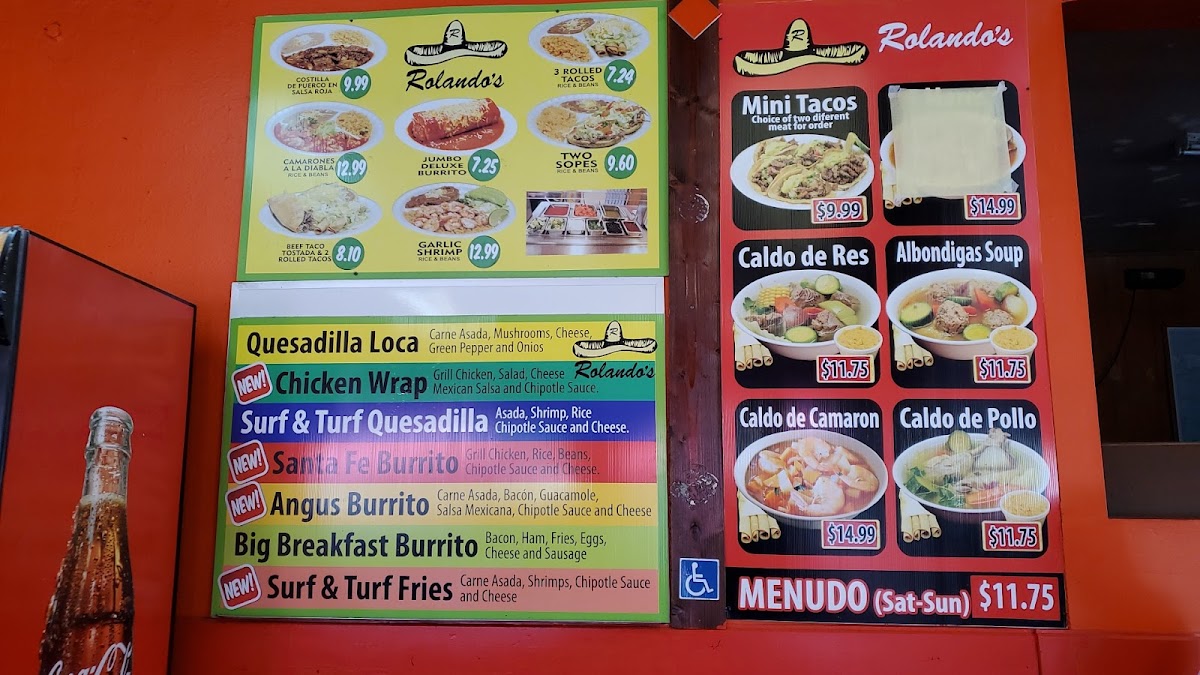 R
Rolando's
COSTILLA
DE PUERCO EN
SALSA ROJA
9.99
3 ROLLED
TACOS
RICE & BEANS
7.24
CAMARONES
A LA DIABLA
RICE & BEANS
12.99
JUMBO
DELUXE
BURRITO
7.25
TWO
SOPES
RICE & BEANS
9.60
BEEF TACO
TOSTADA & 2
ROLLED TACOS
8.10
GARLIC
SHRIMP
RICE & BEANS
12.99
Quesadilla Loca
Carne Asada, Mushrooms, Cheese,
Green Pepper and Onios
R
Rolando's
NEW!
Chicken Wrap
Grill Chicken, Salad, Cheese
Mexican Salsa and Chipotle Sauce.
Surf & Turf Quesadilla
Asada, Shrimp, Rice
Chipotle Sauce and Cheese.
NEW!
Santa Fe Burrito
Grill Chicken, Rice, Beans,
Chipotle Sauce and Cheese.
NEW!
Angus Burrito
Carne Asada, Bacón, Guacamole,
Salsa Mexicana, Chipotle Sauce and Cheese
Big Breakfast Burrito
Bacon, Ham, Fries, Eggs,
Cheese and Sausage
NEW!
Surf & Turf Fries
Carne Asada, Shrimps, Chipotle Sauce
and Cheese
R
Rolando's
Mini Tacos
Choice of two diferent
meat for order
$9.99
$14.99
Caldo de Res
$11.75
Albondigas Soup
$11.75
Caldo de Camaron
$14.99
Caldo de Pollo
$11.75
MENUDO (Sat-Sun) $11.75
Coca-Cola